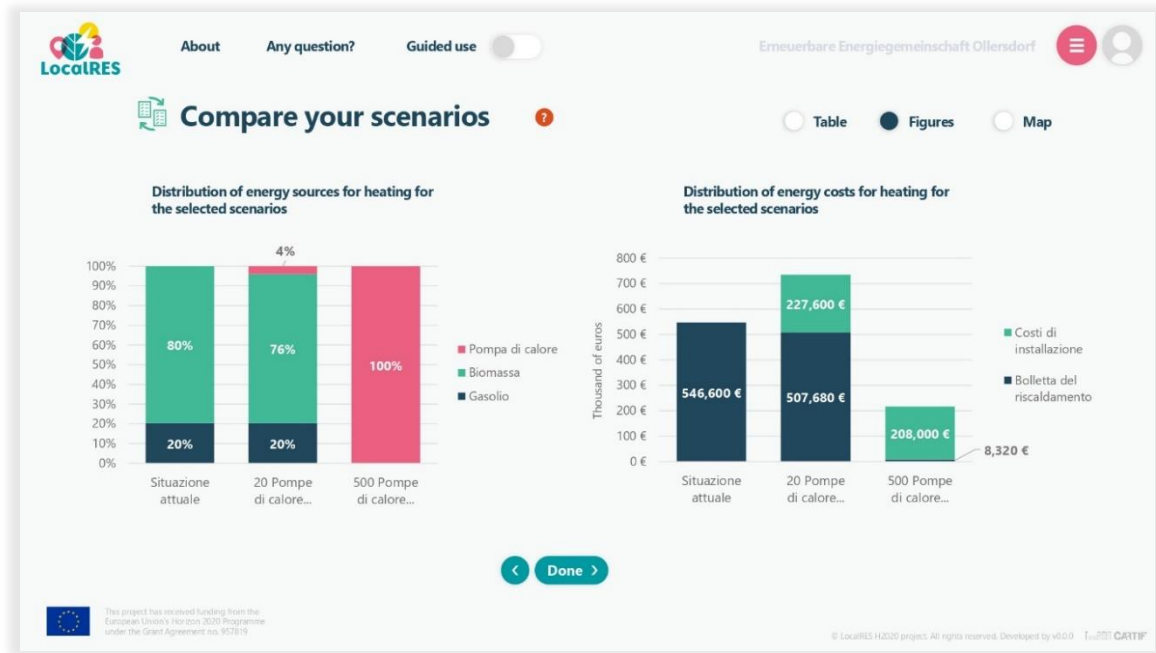 LocalRES
About
Any question?
Guided use
Erneuerbare Energiegemeinschaft Ollersdorf
Compare your scenarios
?
Table
Figures
Map
Distribution of energy sources for heating for
the selected scenarios
4%
100%
90%
80%
70%
60%
50%
40%
30%
20%
10%
0%
80%
20%
76%
20%
100%
Situazione
attuale
20 Pompe
di calore...
500 Pompe
di calore...
Pompa di calore
Biomassa
Gasolio
Distribution of energy costs for heating for
the selected scenarios
Thousand of euros
800 €
700 €
600 €
500 €
400 €
300 €
200 €
100 €
0 €
546,600 €
227,600 €
507,680 €
208,000 €
8,320 €
Situazione
attuale
20 Pompe
di calore...
500 Pompe
di calore...
Costi di
installazione
Bolletta del
riscaldamento
Done
This project has received funding from the
European Union's Horizon 2020 Programme
under the Grant Agreement no. 957819
© LocalRES H2020 project. All rights reserved. Developed by v0.0.0
CARTIF